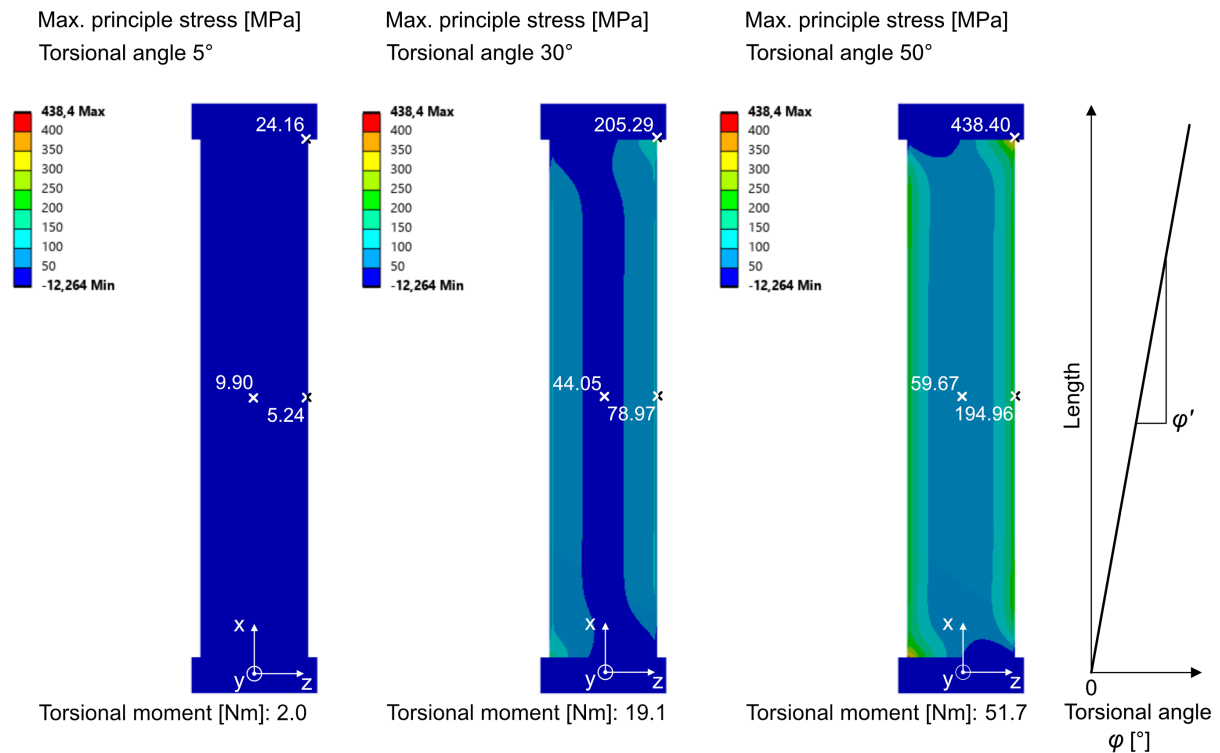 Max. principle stress [MPa]
Torsional angle 5°
438,4 Max
400
350
300
250
200
150
100
50
-12,264 Min
24.16
9.90
5.24
x
y
z
Torsional moment [Nm]: 2.0
Max. principle stress [MPa]
Torsional angle 30°
438,4 Max
400
350
300
250
200
150
100
50
-12,264 Min
205.29
44.05
78.97
x
y
z
Torsional moment [Nm]: 19.1
Max. principle stress [MPa]
Torsional angle 50°
438,4 Max
400
350
300
250
200
150
100
50
-12,264 Min
438.40
59.67
194.96
x
y
z
Torsional moment [Nm]: 51.7
Length
φ'
0
Torsional angle
φ [°]